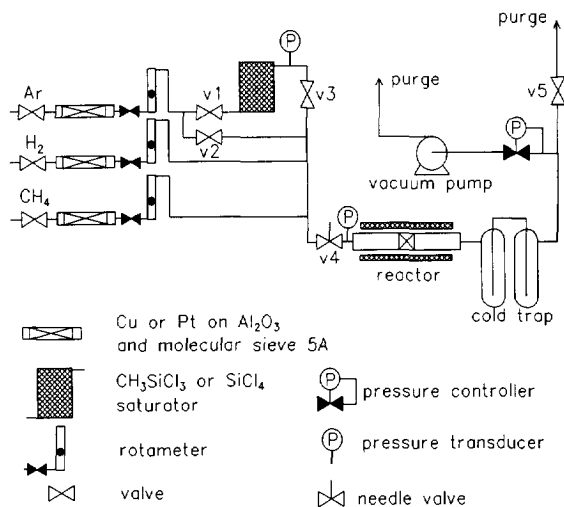 purge
P
purge
v1
v3
v5
Ar
P
v2
H₂
vacuum pump
CH₄
P
v4
reactor
cold trap
Cu or Pt on Al₂O₃
and molecular sieve 5A
CH₃SiCl₃ or SiCl₄
saturator
P
pressure controller
rotameter
P
pressure transducer
valve
needle valve